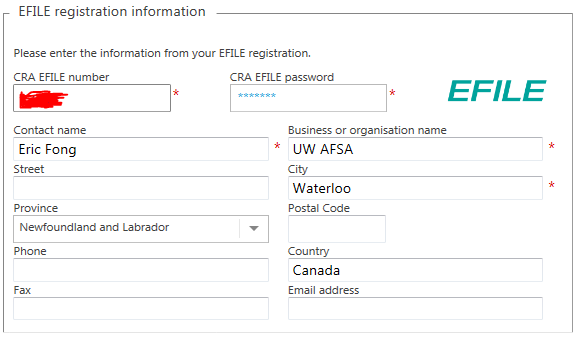 EFILE registration information
Please enter the information from your EFILE registration.
CRA EFILE number
CRA EFILE password
* ******* *
EFILE
Contact name
Business or organisation name
Eric Fong * UW AFSA *
Street
City
Waterloo *
Province
Postal Code
Newfoundland and Labrador
Phone
Country
Canada
Fax
Email address